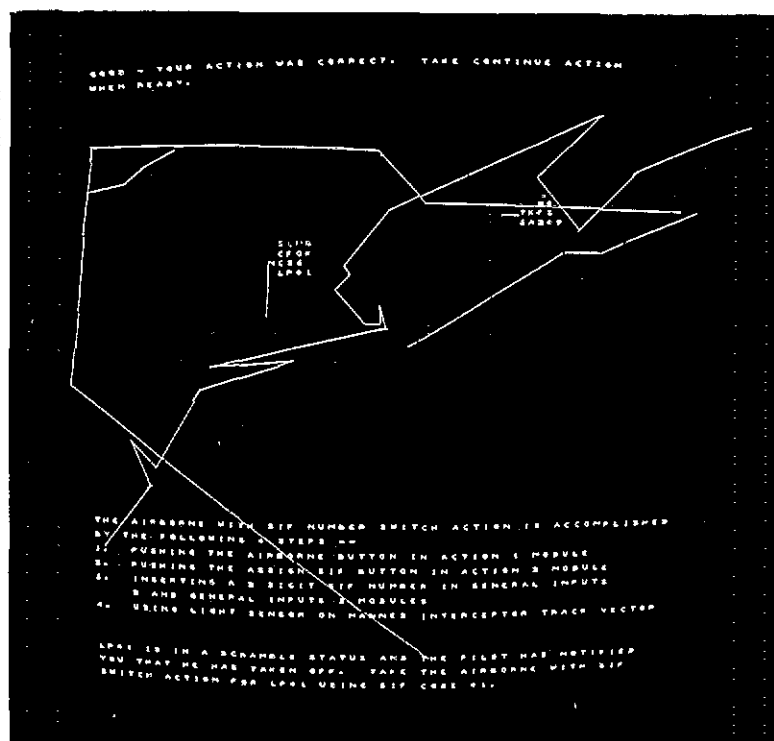 GOOD - YOUR ACTION WAS CORRECT. TAKE CONTINUE ACTION
WHEN READY.
THE AIRBORNE WITH SIF NUMBER SWITCH ACTION IS ACCOMPLISHED
BY THE FOLLOWING 4 STEPS --
1. PUSHING THE AIRBORNE BUTTON IN ACTION 1 MODULE
2. PUSHING THE ASSIGN SIF BUTTON IN ACTION 2 MODULE
3. INSERTING A 2 DIGIT SIF NUMBER IN GENERAL INPUTS
2 AND GENERAL INPUTS 3 MODULES
4. USING LIGHT SENSOR ON MANNED INTERCEPTOR TRACK VECTOR
LP01 IS IN A SCRAMBLE STATUS AND THE PILOT HAS NOTIFIED
YOU THAT HE HAS TAKEN OFF. TAKE THE AIRBORNE WITH SIF
SWITCH ACTION FOR LP01 USING SIF CODE